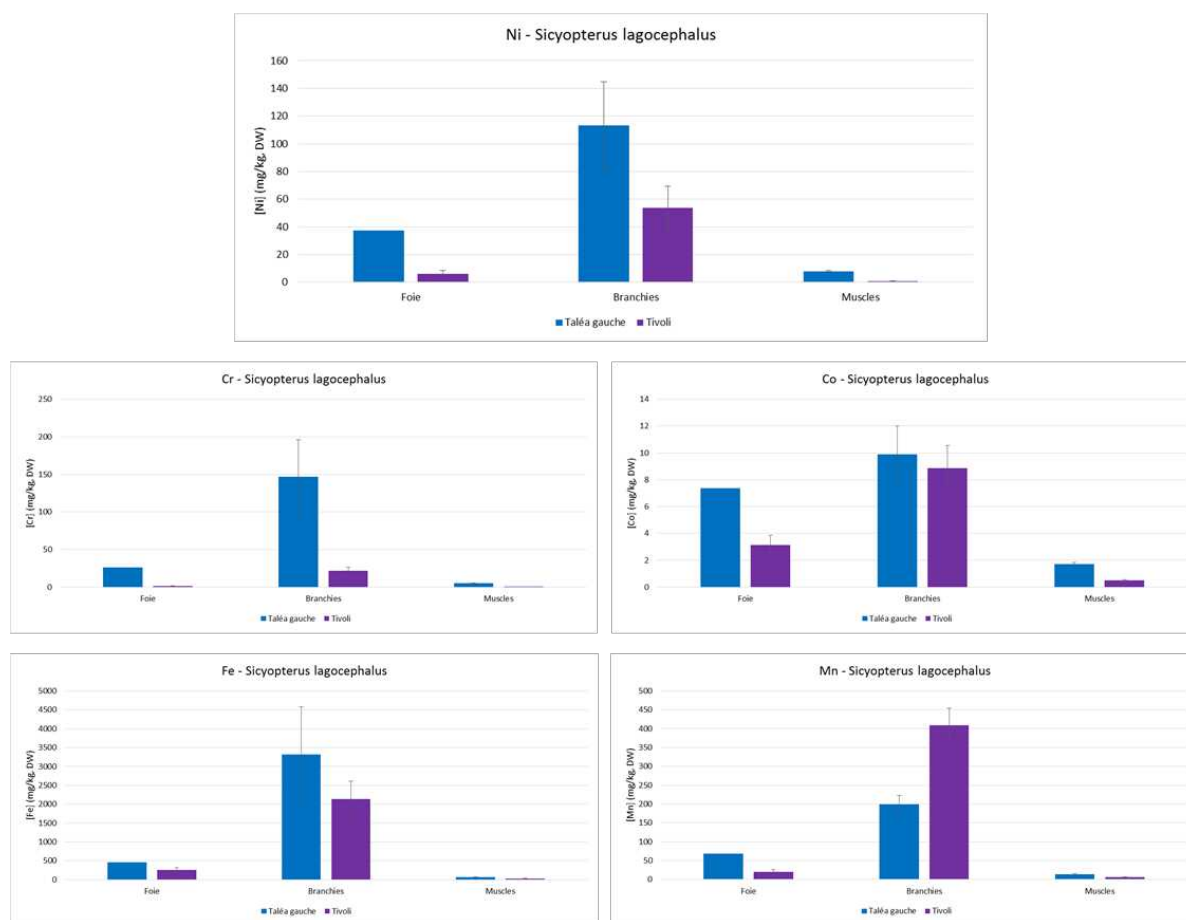 Ni - Sicyopterus lagocephalus
160
140
120
100
80
60
40
20
0
[Ni] (mg/kg, DW)
Foie Branchies Muscles
Taléa gauche Tivoli
Cr - Sicyopterus lagocephalus
250
200
150
100
50
0
[Cr] (mg/kg, DW)
Foie Branchies Muscles
Taléa gauche Tivoli
Co - Sicyopterus lagocephalus
14
12
10
8
6
4
2
0
[Co] (mg/kg, DW)
Foie Branchies Muscles
Taléa gauche Tivoli
Fe - Sicyopterus lagocephalus
5000
4500
4000
3500
3000
2500
2000
1500
1000
500
0
[Fe] (mg/kg, DW)
Foie Branchies Muscles
Taléa gauche Tivoli
Mn - Sicyopterus lagocephalus
500
450
400
350
300
250
200
150
100
50
0
[Mn] (mg/kg, DW)
Foie Branchies Muscles
Taléa gauche Tivoli